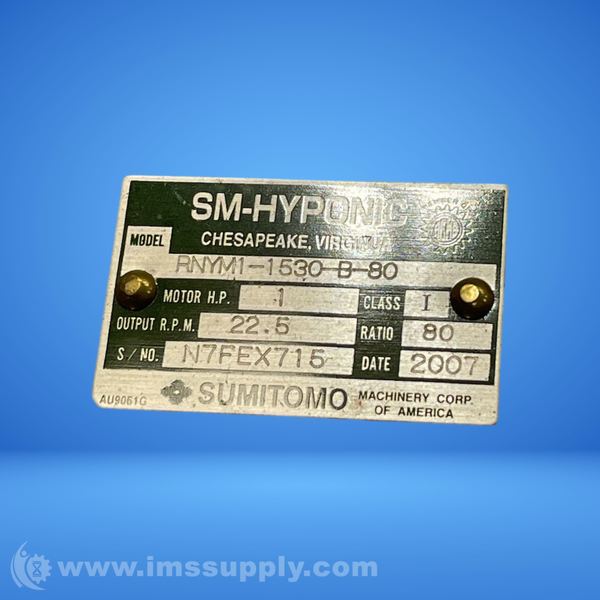 SM-HYPONIC
CHESAPEAKE, VIRGINIA
MODEL RNYM1-1530-B-80
MOTOR H.P. 1 CLASS I
OUTPUT R.P.M. 22.5 RATIO 80
S/NO. N7FEX715 DATE 2007
SUMITOMO MACHINERY CORP.
OF AMERICA
AU9051G
www.imssupply.com